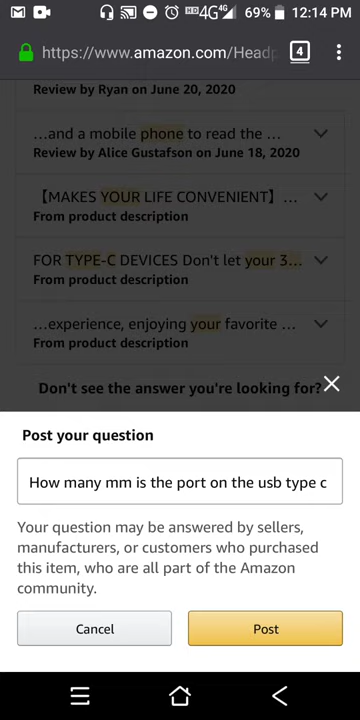 HD 4G 4G 69% 12:14 PM
https://www.amazon.com/Headp
4
Review by Ryan on June 20, 2020
…and a mobile phone to read the …
Review by Alice Gustafson on June 18, 2020
【MAKES YOUR LIFE CONVENIENT】…
From product description
FOR TYPE-C DEVICES Don't let your 3…
From product description
…experience, enjoying your favorite …
From product description
Don't see the answer you're looking for?
Post your question
How many mm is the port on the usb type c
Your question may be answered by sellers,
manufacturers, or customers who purchased
this item, who are all part of the Amazon
community.
Cancel
Post